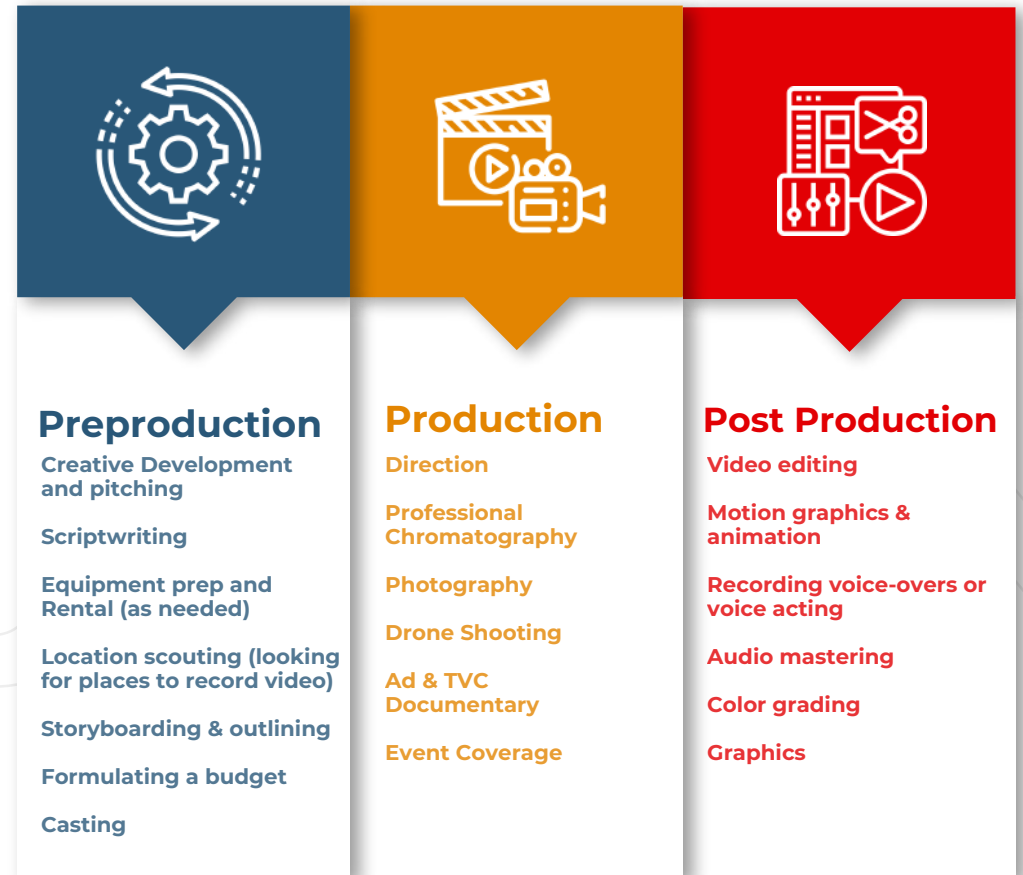 Preproduction
Creative Development
and pitching
Scriptwriting
Equipment prep and
Rental (as needed)
Location scouting (looking
for places to record video)
Storyboarding & outlining
Formulating a budget
Casting
Production
Direction
Professional
Chromatography
Photography
Drone Shooting
Ad & TVC
Documentary
Event Coverage
Post Production
Video editing
Motion graphics &
animation
Recording voice-overs or
voice acting
Audio mastering
Color grading
Graphics